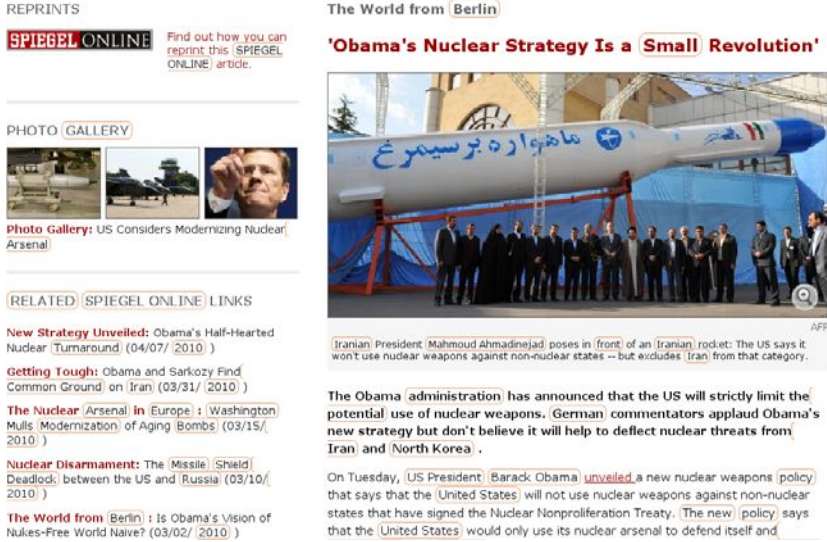 REPRINTS
SPIEGEL ONLINE
Find out how you can
reprint this SPIEGEL
ONLINE article.
PHOTO GALLERY
Photo Gallery: US Considers Modernizing Nuclear
Arsenal
RELATED SPIEGEL ONLINE LINKS
New Strategy Unveiled: Obama's Half-Hearted
Nuclear Turnaround (04/07/ 2010 )
Getting Tough: Obama and Sarkozy Find
Common Ground on Iran (03/31/ 2010 )
The Nuclear Arsenal in Europe : Washington
Mulls Modernization of Aging Bombs (03/15/
2010 )
Nuclear Disarmament: The Missile Shield
Deadlock between the US and Russia (03/10/
2010 )
The World from Berlin : Is Obama's Vision of
Nukes-Free World Naive? (03/02/ 2010 )
The World from Berlin
'Obama's Nuclear Strategy Is a Small Revolution'
ماهواره بر سیمرغ
AFP
Iranian President Mahmoud Ahmadinejad poses in front of an Iranian rocket: The US says it
won't use nuclear weapons against non-nuclear states -- but excludes Iran from that category.
The Obama administration has announced that the US will strictly limit the
potential use of nuclear weapons. German commentators applaud Obama's
new strategy but don't believe it will help to deflect nuclear threats from
Iran and North Korea .
On Tuesday, US President Barack Obama unveiled a new nuclear weapons policy
that says that the United States will not use nuclear weapons against non-nuclear
states that have signed the Nuclear Nonproliferation Treaty. The new policy says
that the United States would only use its nuclear arsenal to defend itself and